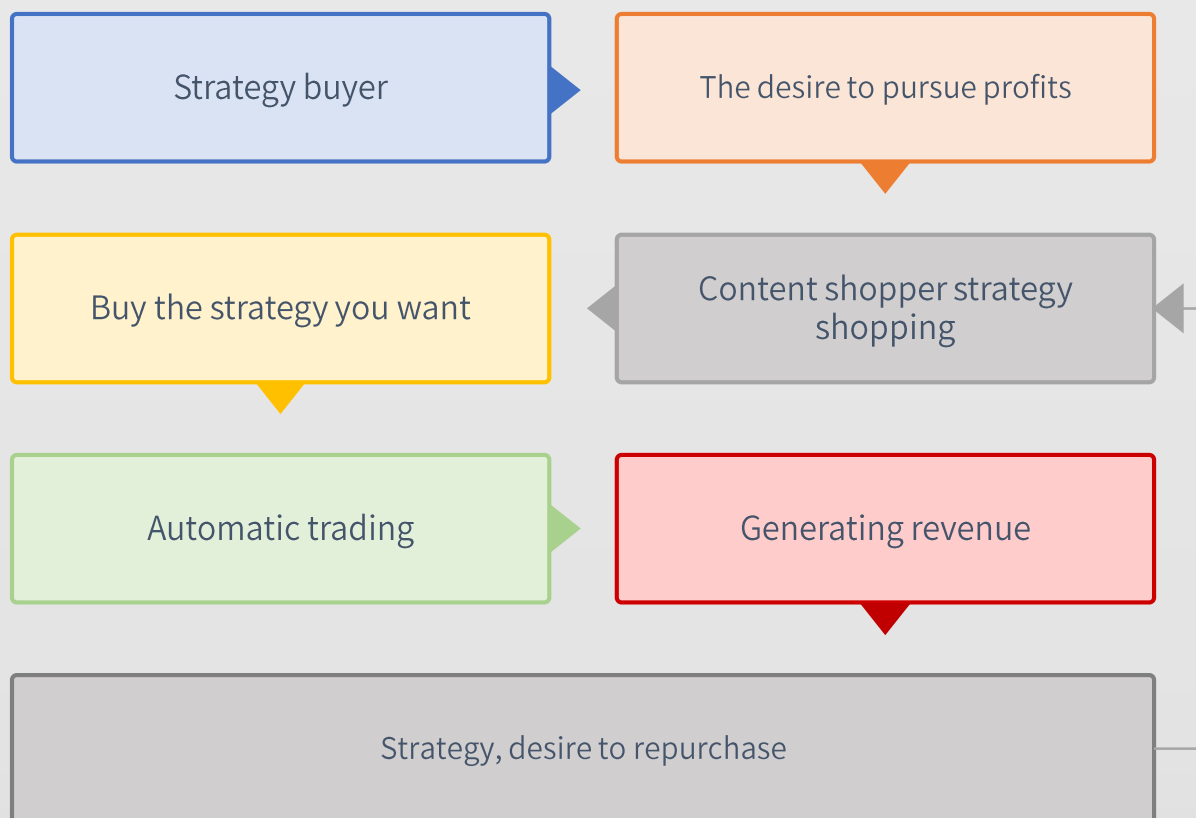 Strategy buyer
The desire to pursue profits
Buy the strategy you want
Content shopper strategy
shopping
Automatic trading
Generating revenue
Strategy, desire to repurchase